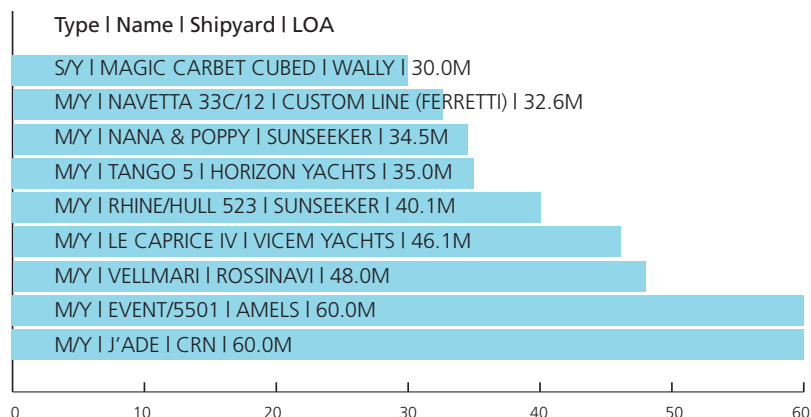 Type | Name | Shipyard | LOA
S/Y | MAGIC CARBET CUBED | WALLY | 30.0M
M/Y | NAVETTA 33C/12 | CUSTOM LINE (FERRETTI) | 32.6M
M/Y | NANA & POPPY | SUNSEEKER | 34.5M
M/Y | TANGO 5 | HORIZON YACHTS | 35.0M
M/Y | RHINE/HULL 523 | SUNSEEKER | 40.1M
M/Y | LE CAPRICE IV | VICEM YACHTS | 46.1M
M/Y | VELLMARI | ROSSINAVI | 48.0M
M/Y | EVENT/5501 | AMELS | 60.0M
M/Y | J’ADE | CRN | 60.0M
0 10 20 30 40 50 60